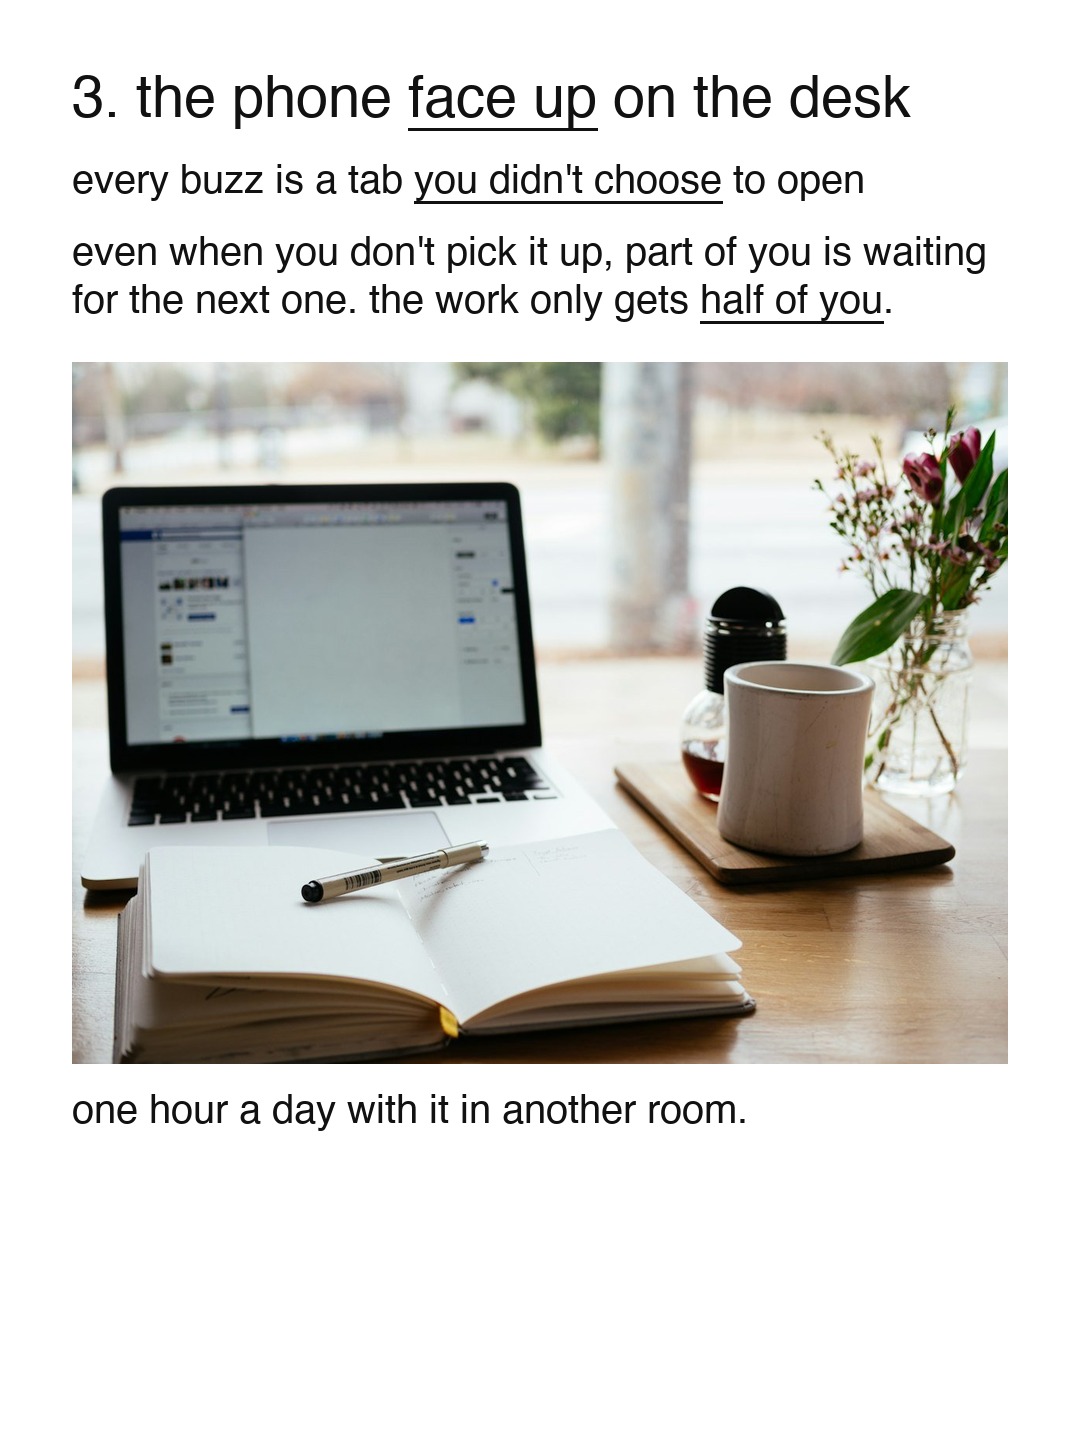 3. the phone face up on the desk
every buzz is a tab you didn't choose to open
even when you don't pick it up, part of you is waiting
for the next one. the work only gets half of you.
one hour a day with it in another room.